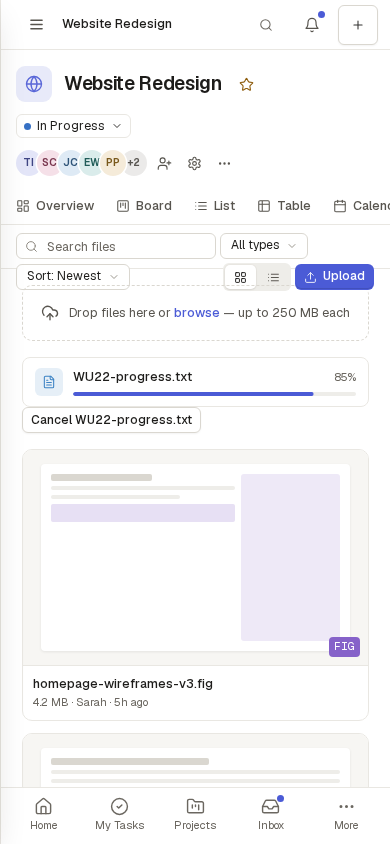 Website Redesign
Website Redesign
In Progress
TI SC JC EW PP +2
Overview Board List Table Calen
Search files All types
Sort: Newest Upload
Drop files here or browse — up to 250 MB each
WU22-progress.txt 85%
Cancel WU22-progress.txt
FIG
homepage-wireframes-v3.fig
4.2 MB · Sarah · 5h ago
Home My Tasks Projects Inbox More